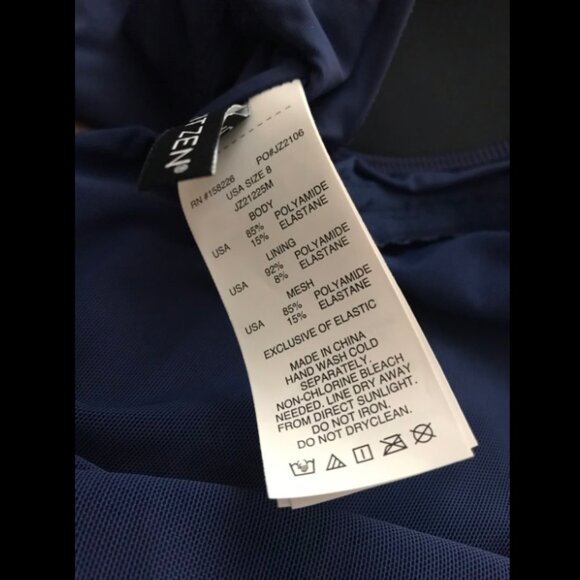 TZEN®
RN #158226 PO#JZ2106
USA SIZE 8
JZ21225M
BODY
USA 85% POLYAMIDE
15% ELASTANE
LINING
USA 92% POLYAMIDE
8% ELASTANE
MESH
USA 85% POLYAMIDE
15% ELASTANE
EXCLUSIVE OF ELASTIC
MADE IN CHINA
HAND WASH COLD
SEPARATELY.
NON-CHLORINE BLEACH
NEEDED. LINE DRY AWAY
FROM DIRECT SUNLIGHT.
DO NOT IRON.
DO NOT DRYCLEAN.